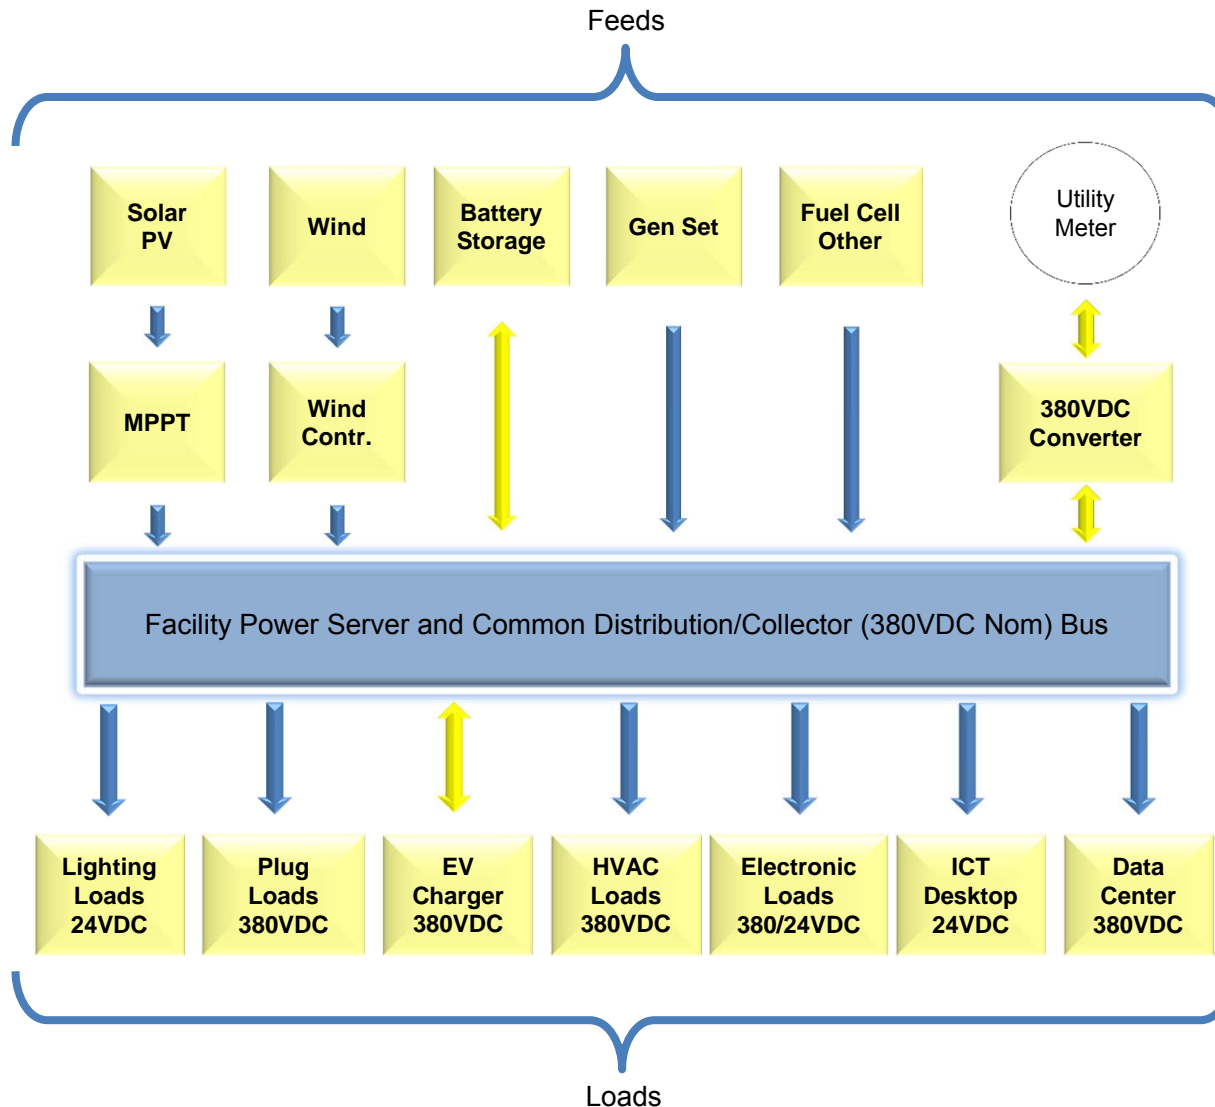 Feeds
Solar
PV
Wind
Battery
Storage
Gen Set
Fuel Cell
Other
Utility
Meter
MPPT
Wind
Contr.
380VDC
Converter
Facility Power Server and Common Distribution/Collector (380VDC Nom) Bus
Lighting
Loads
24VDC
Plug
Loads
380VDC
EV
Charger
380VDC
HVAC
Loads
380VDC
Electronic
Loads
380/24VDC
ICT
Desktop
24VDC
Data
Center
380VDC
Loads